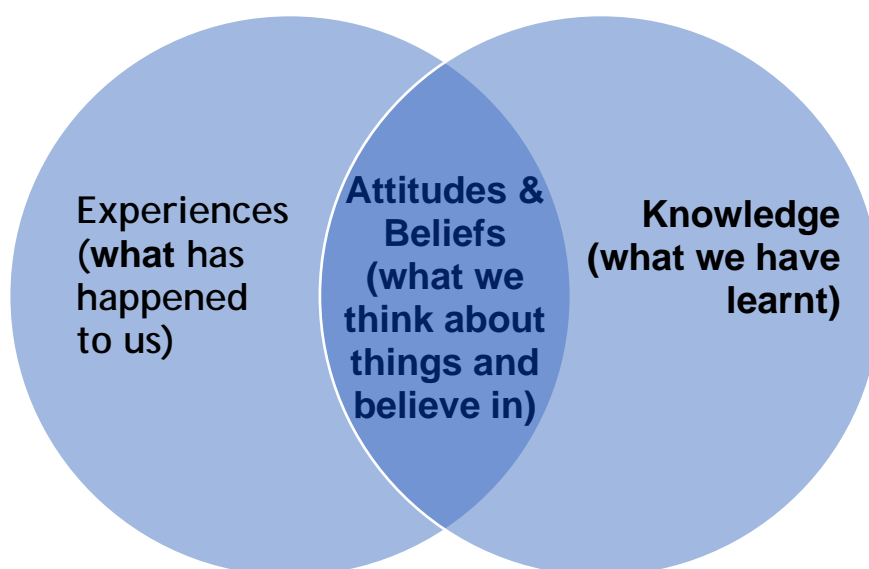 Experiences
(what has
happened
to us)
Attitudes &
Beliefs
(what we
think about
things and
believe in)
Knowledge
(what we have
learnt)